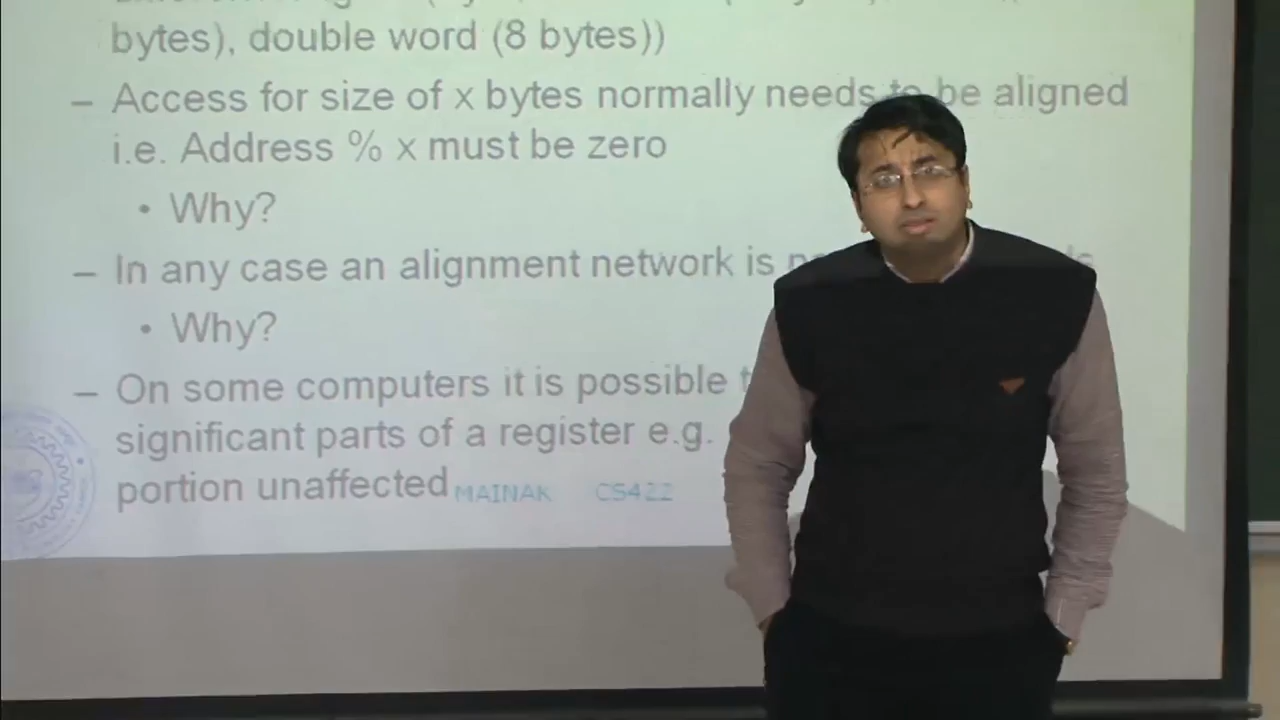 bytes), double word (8 bytes))
– Access for size of x bytes normally needs to be aligned
i.e. Address % x must be zero
• Why?
– In any case an alignment network is
• Why?
– On some computers it is possible
significant parts of a register e.g.
portion unaffected
MAINAK CS422